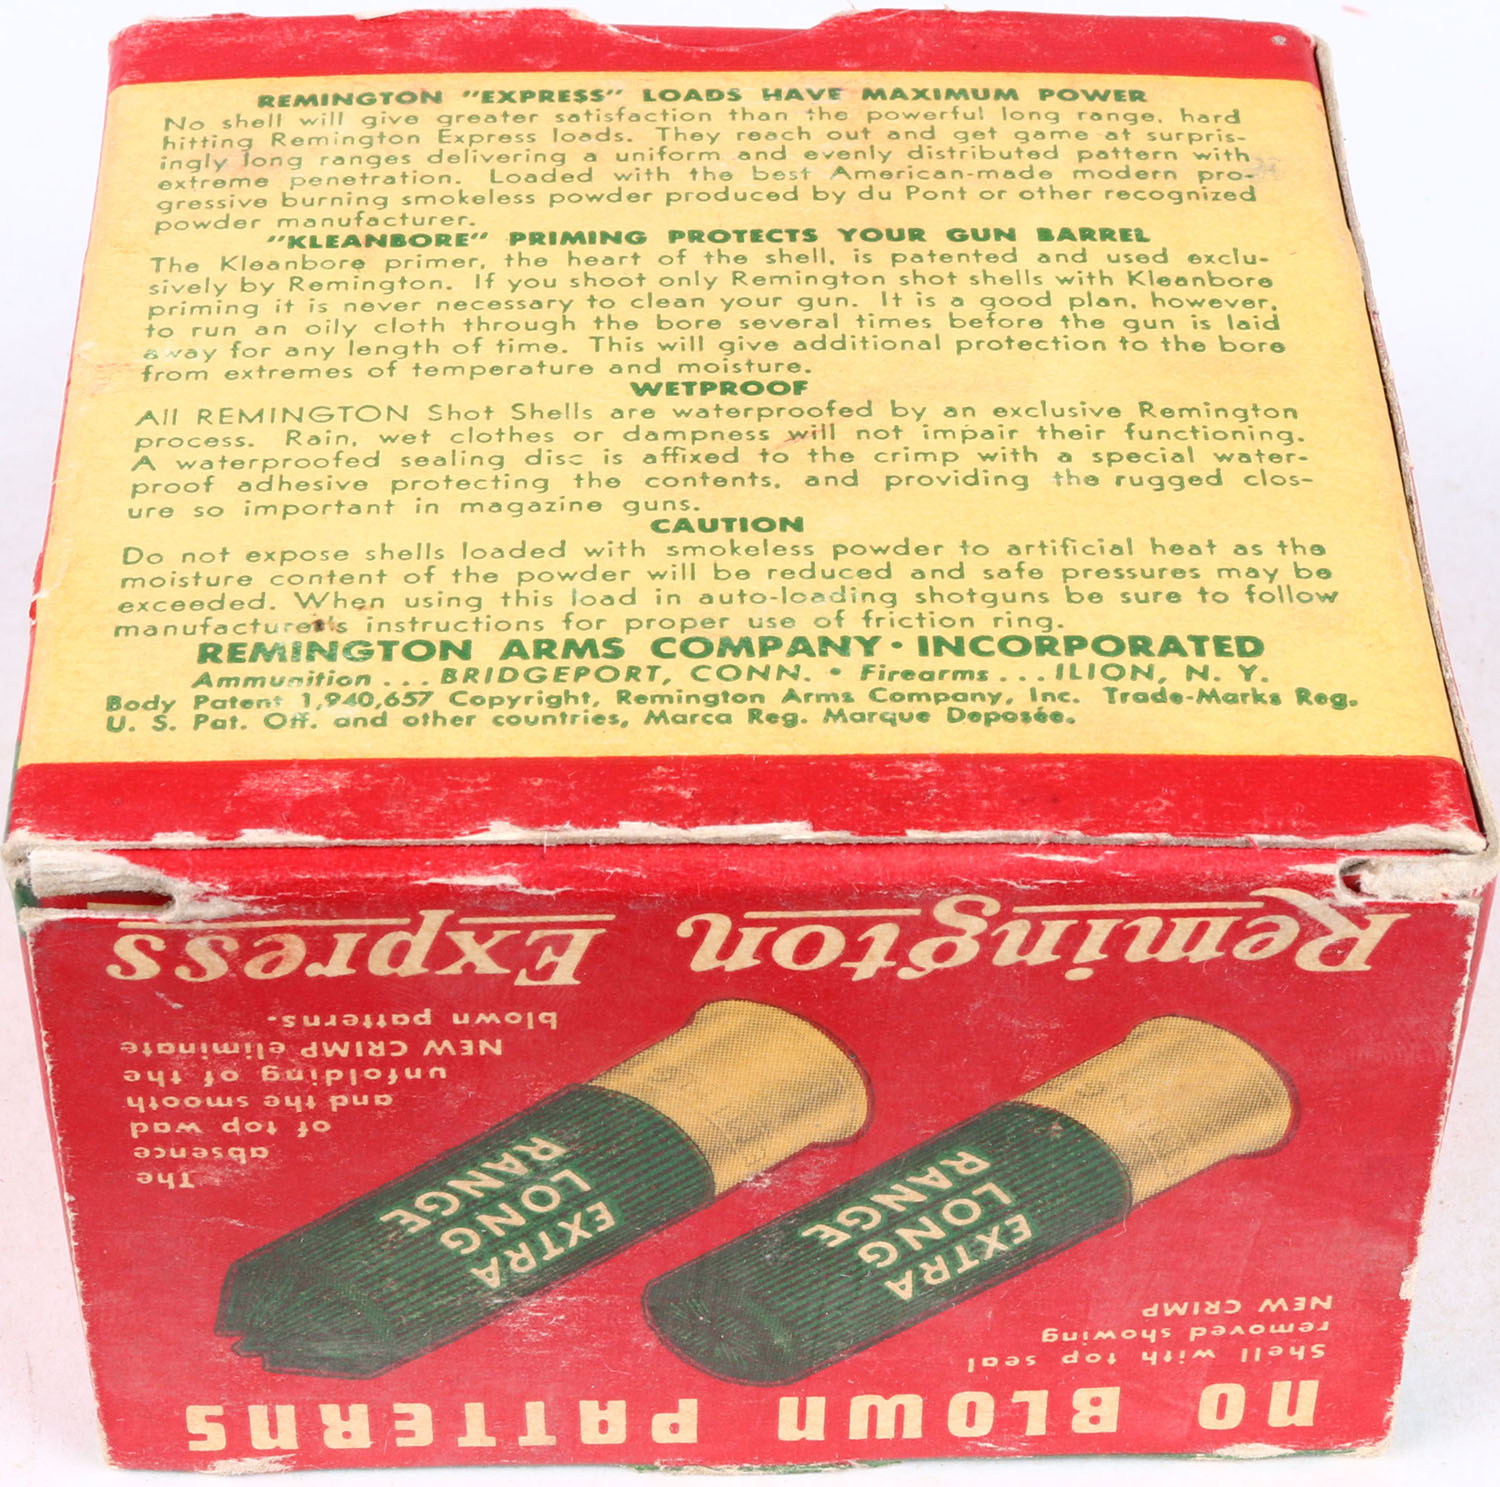 REMINGTON "EXPRESS" LOADS HAVE MAXIMUM POWER
No shell will give greater satisfaction than the powerful long range, hard
hitting Remington Express loads. They reach out and get game at surpris-
ingly long ranges delivering a uniform and evenly distributed pattern with
extreme penetration. Loaded with the best American-made modern pro-
gressive burning smokeless powder produced by du Pont or other recognized
powder manufacturer.
"KLEANBORE" PRIMING PROTECTS YOUR GUN BARREL
The Kleanbore primer, the heart of the shell, is patented and used exclu-
sively by Remington. If you shoot only Remington shot shells with Kleanbore
priming it is never necessary to clean your gun. It is a good plan, however,
to run an oily cloth through the bore several times before the gun is laid
away for any length of time. This will give additional protection to the bore
from extremes of temperature and moisture.
WETPROOF
All REMINGTON Shot Shells are waterproofed by an exclusive Remington
process. Rain, wet clothes or dampness will not impair their functioning.
A waterproofed sealing disc is affixed to the crimp with a special water-
proof adhesive protecting the contents, and providing the rugged clos-
ure so important in magazine guns.
CAUTION
Do not expose shells loaded with smokeless powder to artificial heat as the
moisture content of the powder will be reduced and safe pressures may be
exceeded. When using this load in auto-loading shotguns be sure to follow
manufacturer's instructions for proper use of friction ring.
REMINGTON ARMS COMPANY · INCORPORATED
Ammunition ... BRIDGEPORT, CONN. • Firearms ... ILION, N. Y.
Body Patent 1,940,657 Copyright, Remington Arms Company, Inc. Trade-Marks Reg.
U. S. Pat. Off. and other countries, Marca Reg. Marque Deposée.
NO BLOWN PATTERNS
Shell with top seal
removed showing
NEW CRIMP
EXTRA
LONG
RANGE
EXTRA
LONG
RANGE
The
absence
of top wad
and the smooth
unfolding of the
NEW CRIMP eliminate
blown patterns.
Remington Express